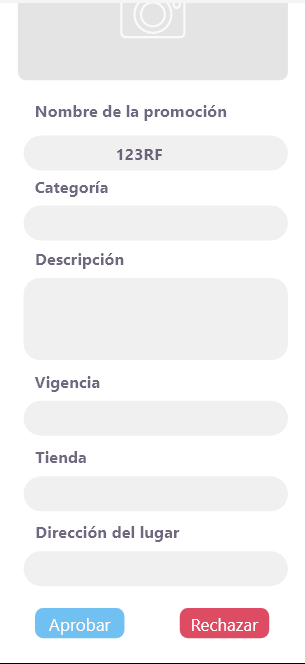 Nombre de la promoción
123RF
Categoría
Descripción
Vigencia
Tienda
Dirección del lugar
Aprobar
Rechazar